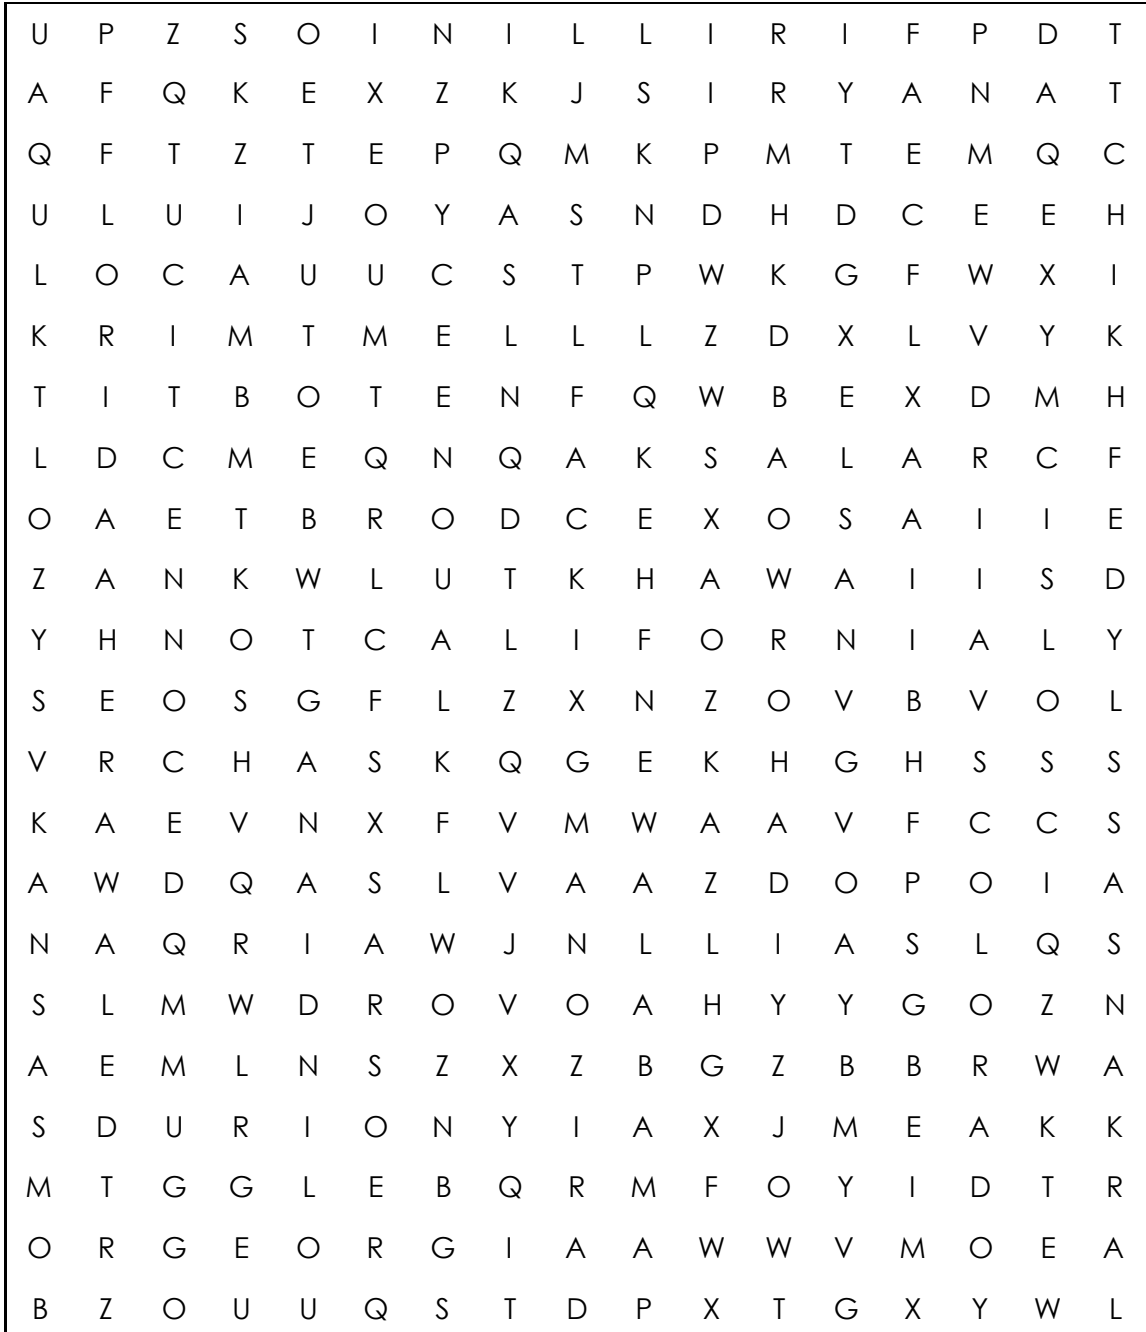 U P Z S O I N I L L I R I F P D T
A F Q K E X Z K J S I R Y A N A T
Q F T Z T E P Q M K P M T E M Q C
U L U I J O Y A S N D H D C E E H
L O C A U U C S T P W K G F W X I
K R I M T M E L L L Z D X L V Y K
T I T B O T E N F Q W B E X D M H
L D C M E Q N Q A K S A L A R C F
O A E T B R O D C E X O S A I I E
Z A N K W L U T K H A W A I I S D
Y H N O T C A L I F O R N I A L Y
S E O S G F L Z X N Z O V B V O L
V R C H A S K Q G E K H G H S S S
K A E V N X F V M W A A V F C C S
A W D Q A S L V A A Z D O P O I A
N A Q R I A W J N L L I A S L Q S
S L M W D R O V O A H Y Y G O Z N
A E M L N S Z X Z B G Z B B R W A
S D U R I O N Y I A X J M E A K K
M T G G L E B Q R M F O Y I D T R
O R G E O R G I A A W W V M O E A
B Z O U U Q S T D P X T G X Y W L